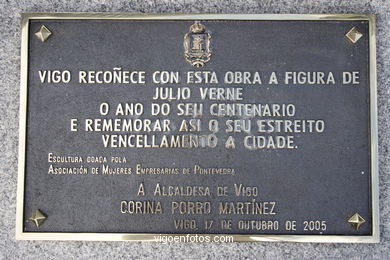 VIGO RECOÑECE CON ESTA OBRA A FIGURA DE
JULIO VERNE
O ANO DO SEU CENTENARIO
E REMEMORAR ASI O SEU ESTREITO
VENCELLAMENTO A CIDADE.
ESCULTURA DOADA POLA
ASOCIACIÓN DE MUJERES EMPRESARIAS DE PONTEVEDRA
A ALCALDESA DE VIGO
CORINA PORRO MARTÍNEZ
VIGO, 17 DE OUTUBRO DE 2005
www.vigoenfotos.com